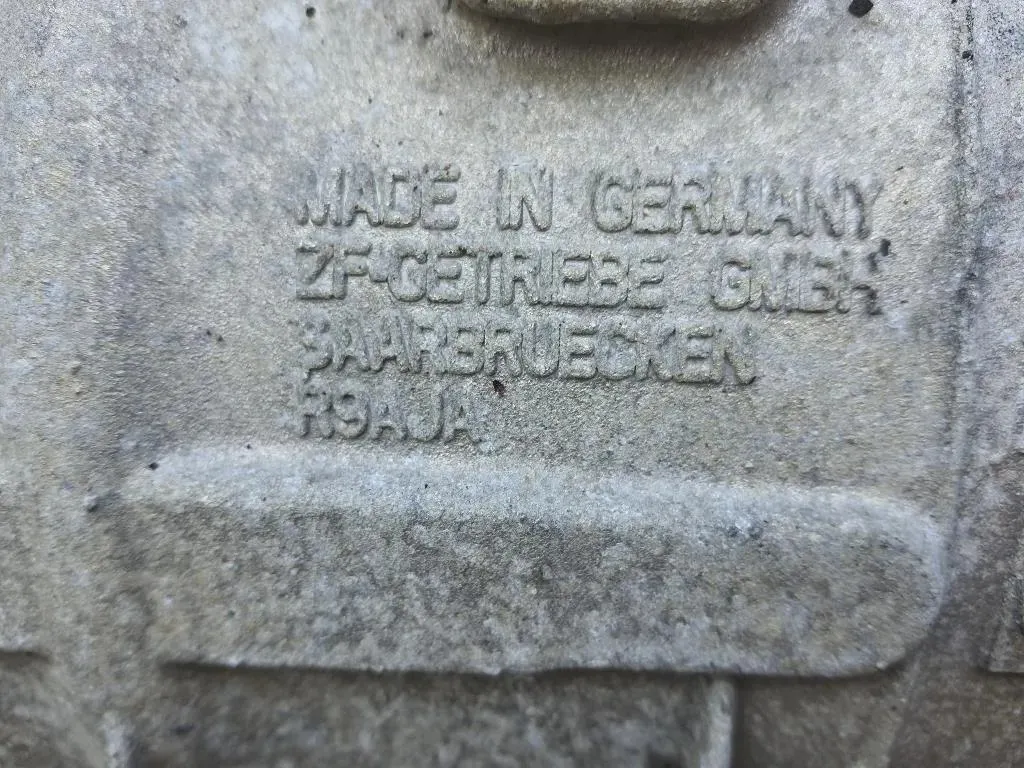 MADE IN GERMANY
ZF-GETRIEBE GMBH
SAARBRUECKEN
R9AJA